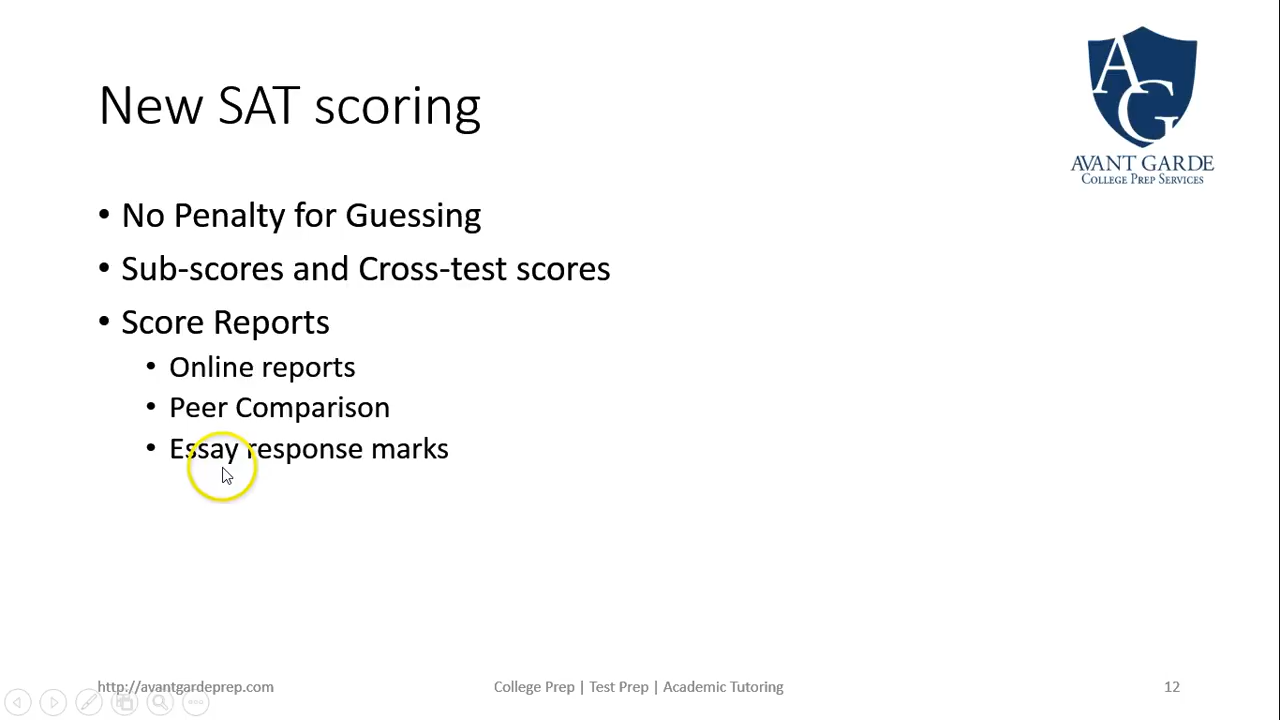 New SAT scoring
AG
AVANT GARDE
COLLEGE PREP SERVICES
• No Penalty for Guessing
• Sub-scores and Cross-test scores
• Score Reports
• Online reports
• Peer Comparison
• Essay response marks
http://avantgardeprep.com
College Prep | Test Prep | Academic Tutoring
12